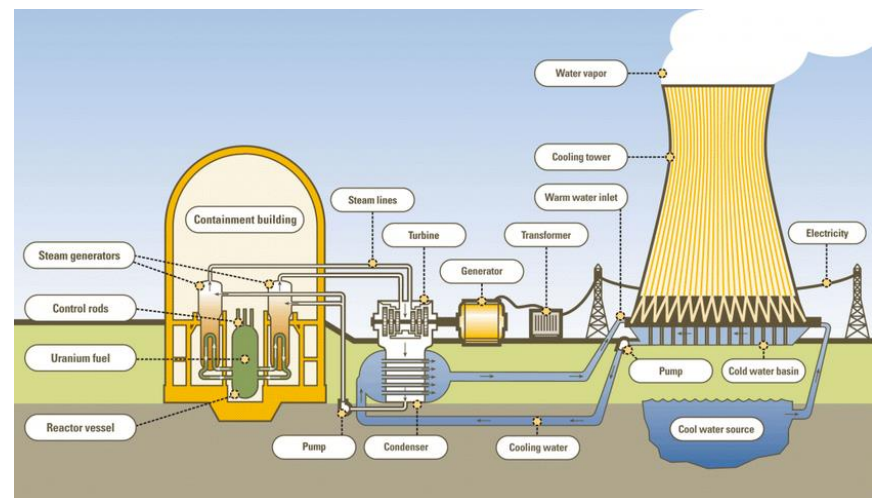 Water vapor
Cooling tower
Steam lines
Warm water inlet
Containment building
Turbine
Transformer
Electricity
Steam generators
Generator
Control rods
Uranium fuel
Pump
Cold water basin
Reactor vessel
Pump
Condenser
Cooling water
Cool water source